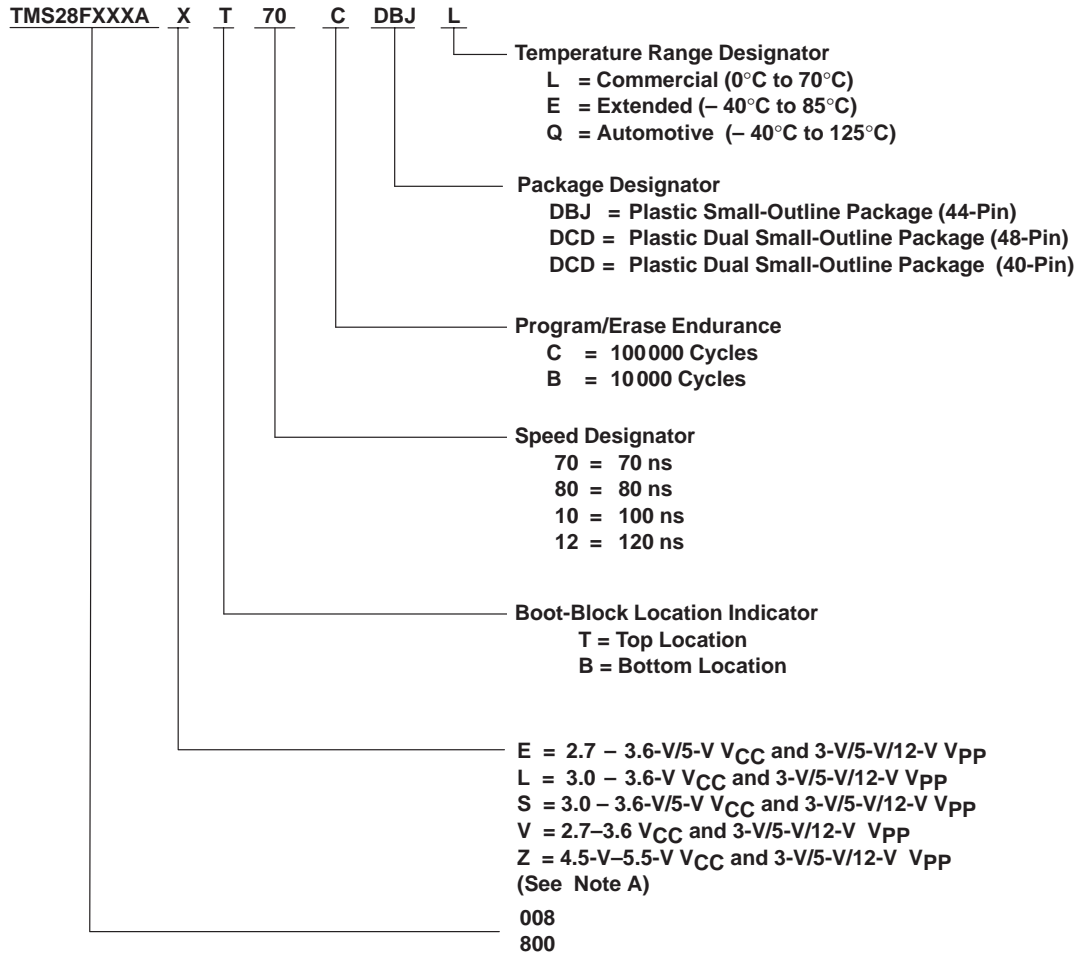 TMS28FXXXA X T 70 C DBJ L
Temperature Range Designator
L = Commercial (0°C to 70°C)
E = Extended (– 40°C to 85°C)
Q = Automotive (– 40°C to 125°C)
Package Designator
DBJ = Plastic Small-Outline Package (44-Pin)
DCD = Plastic Dual Small-Outline Package (48-Pin)
DCD = Plastic Dual Small-Outline Package (40-Pin)
Program/Erase Endurance
C = 100 000 Cycles
B = 10 000 Cycles
Speed Designator
70 = 70 ns
80 = 80 ns
10 = 100 ns
12 = 120 ns
Boot-Block Location Indicator
T = Top Location
B = Bottom Location
E = 2.7 – 3.6-V/5-V VCC and 3-V/5-V/12-V VPP
L = 3.0 – 3.6-V VCC and 3-V/5-V/12-V VPP
S = 3.0 – 3.6-V/5-V VCC and 3-V/5-V/12-V VPP
V = 2.7–3.6 VCC and 3-V/5-V/12-V VPP
Z = 4.5-V–5.5-V VCC and 3-V/5-V/12-V VPP
(See Note A)
008
800